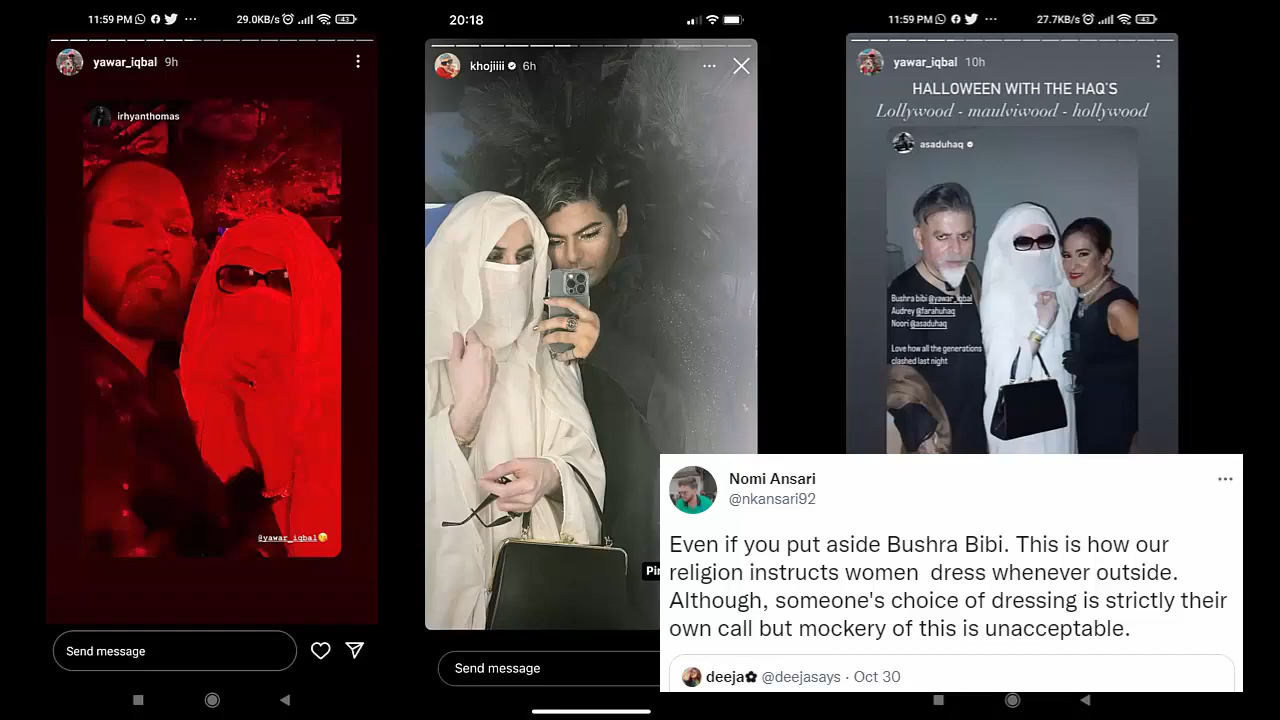 11:59 PM
29.0KB/s
43
yawar_iqbal 9h
irhyanthomas
@yawar_iqbal😘
Send message
20:18
khojiiii 6h
Send message
11:59 PM
27.7KB/s
43
yawar_iqbal 10h
HALLOWEEN WITH THE HAQ'S
Lollywood - maulviwood - hollywood
asaduhaq
Bushra bibi @yawar_iqbal
Audrey @farahuhaq
Noori @asaduhaq
Love how all the generations
clashed last night
Nomi Ansari
@nkansari92
Even if you put aside Bushra Bibi. This is how our
religion instructs women dress whenever outside.
Although, someone's choice of dressing is strictly their
own call but mockery of this is unacceptable.
deeja✿ @deejasays · Oct 30